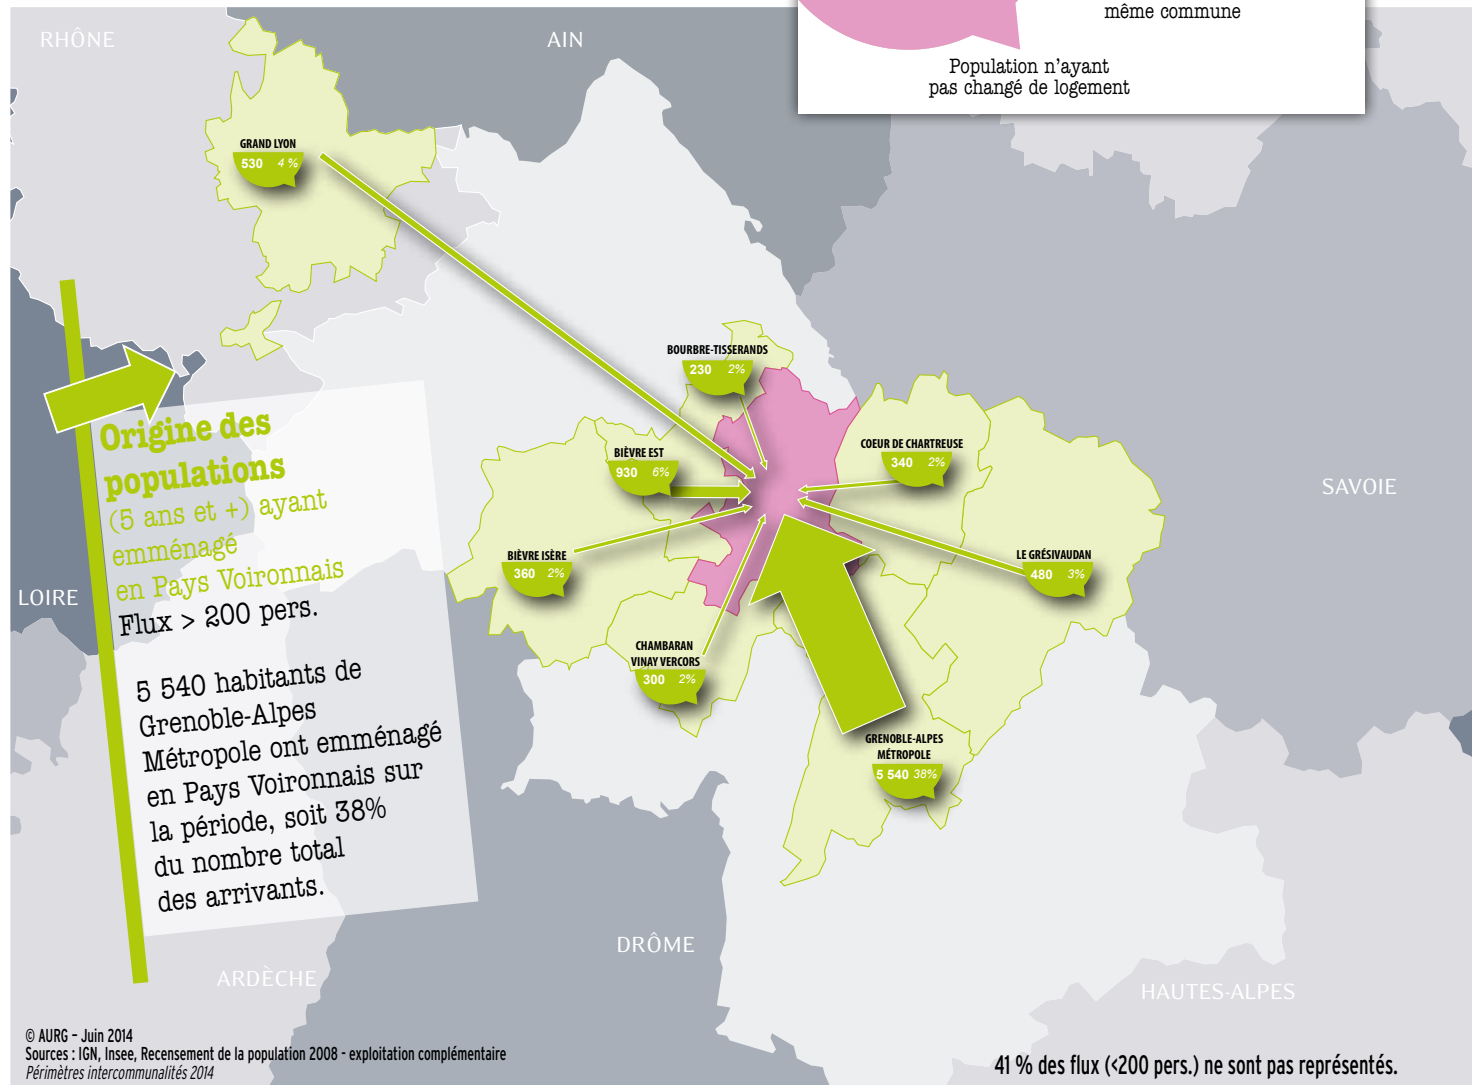 même commune
Population n'ayant
pas changé de logement
RHÔNE
AIN
GRAND LYON
530 4 %
BOURBRE-TISSERANDS
230 2%
BIÈVRE EST
930 6%
COEUR DE CHARTREUSE
340 2%
SAVOIE
BIÈVRE ISÈRE
360 2%
LE GRÉSIVAUDAN
480 3%
LOIRE
CHAMBARAN
VINAY VERCORS
300 2%
GRENOBLE-ALPES
MÉTROPOLE
5 540 38%
Origine des
populations
(5 ans et +) ayant
emménagé
en Pays Voironnais
Flux > 200 pers.
5 540 habitants de
Grenoble-Alpes
Métropole ont emménagé
en Pays Voironnais sur
la période, soit 38%
du nombre total
des arrivants.
DRÔME
ARDÈCHE
HAUTES-ALPES
© AURG - Juin 2014
Sources : IGN, Insee, Recensement de la population 2008 - exploitation complémentaire
Périmètres intercommunalités 2014
41 % des flux (<200 pers.) ne sont pas représentés.